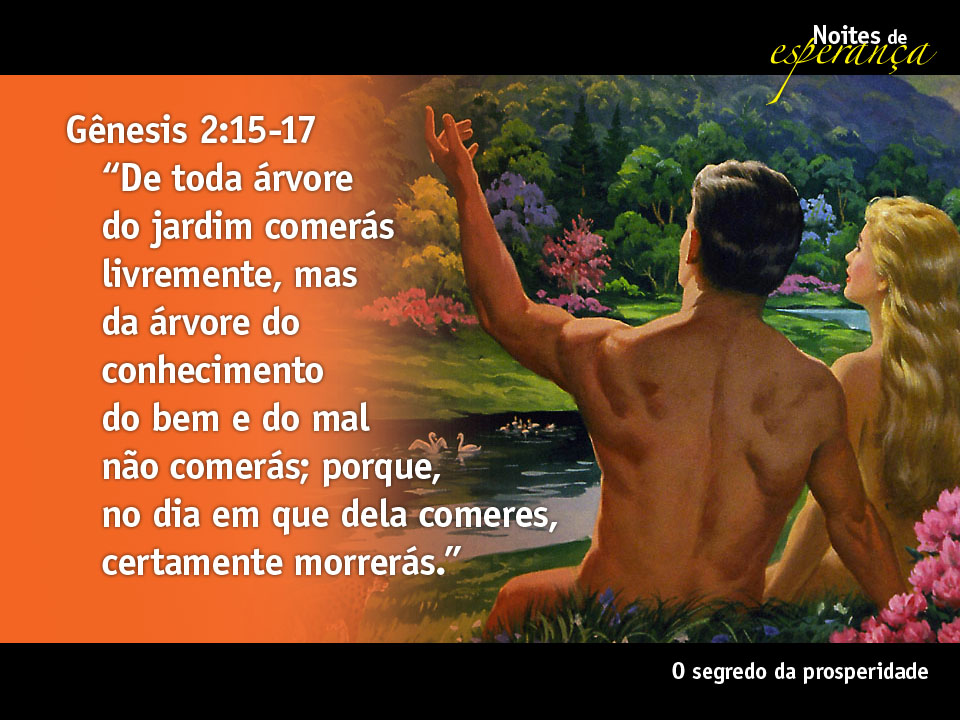 Noites de
esperança
Gênesis 2:15-17
“De toda árvore
do jardim comerás
livremente, mas
da árvore do
conhecimento
do bem e do mal
não comerás; porque,
no dia em que dela comeres,
certamente morrerás.”
O segredo da prosperidade